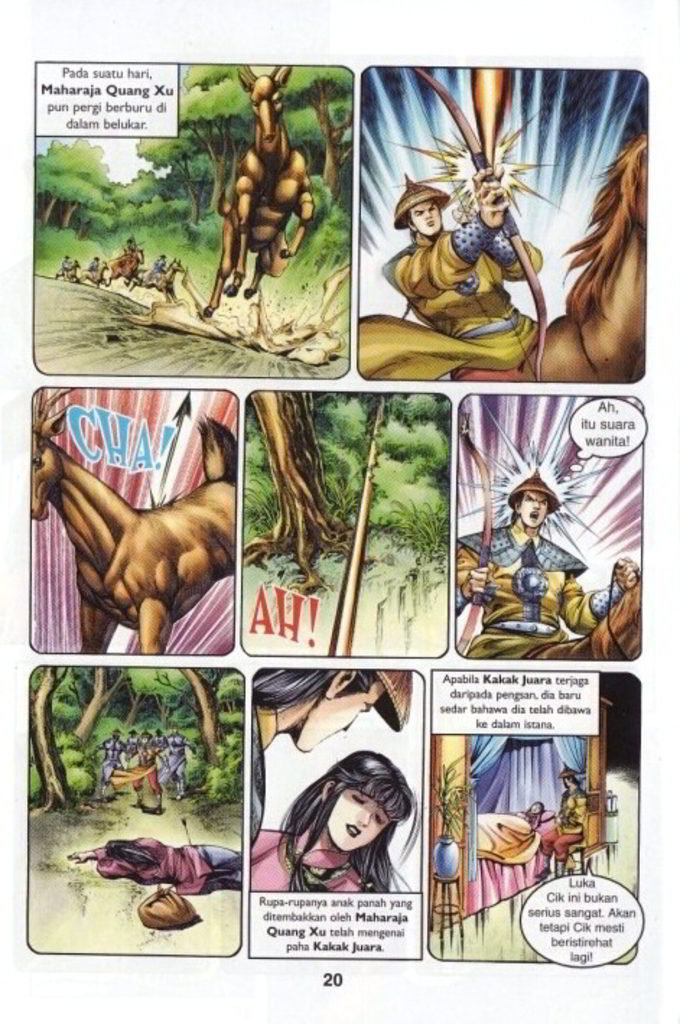 Pada suatu hari,
Maharaja Quang Xu
pun pergi berburu di
dalam belukar.
CHA!
AH!
Ah,
itu suara
wanita!
Rupa-rupanya anak panah yang
ditembakkan oleh Maharaja
Quang Xu telah mengenai
paha Kakak Juara.
Apabila Kakak Juara terjaga
daripada pengsan, dia baru
sedar bahawa dia telah dibawa
ke dalam istana.
Luka
Cik ini bukan
serius sangat. Akan
tetapi Cik mesti
beristirehat
lagi!
20